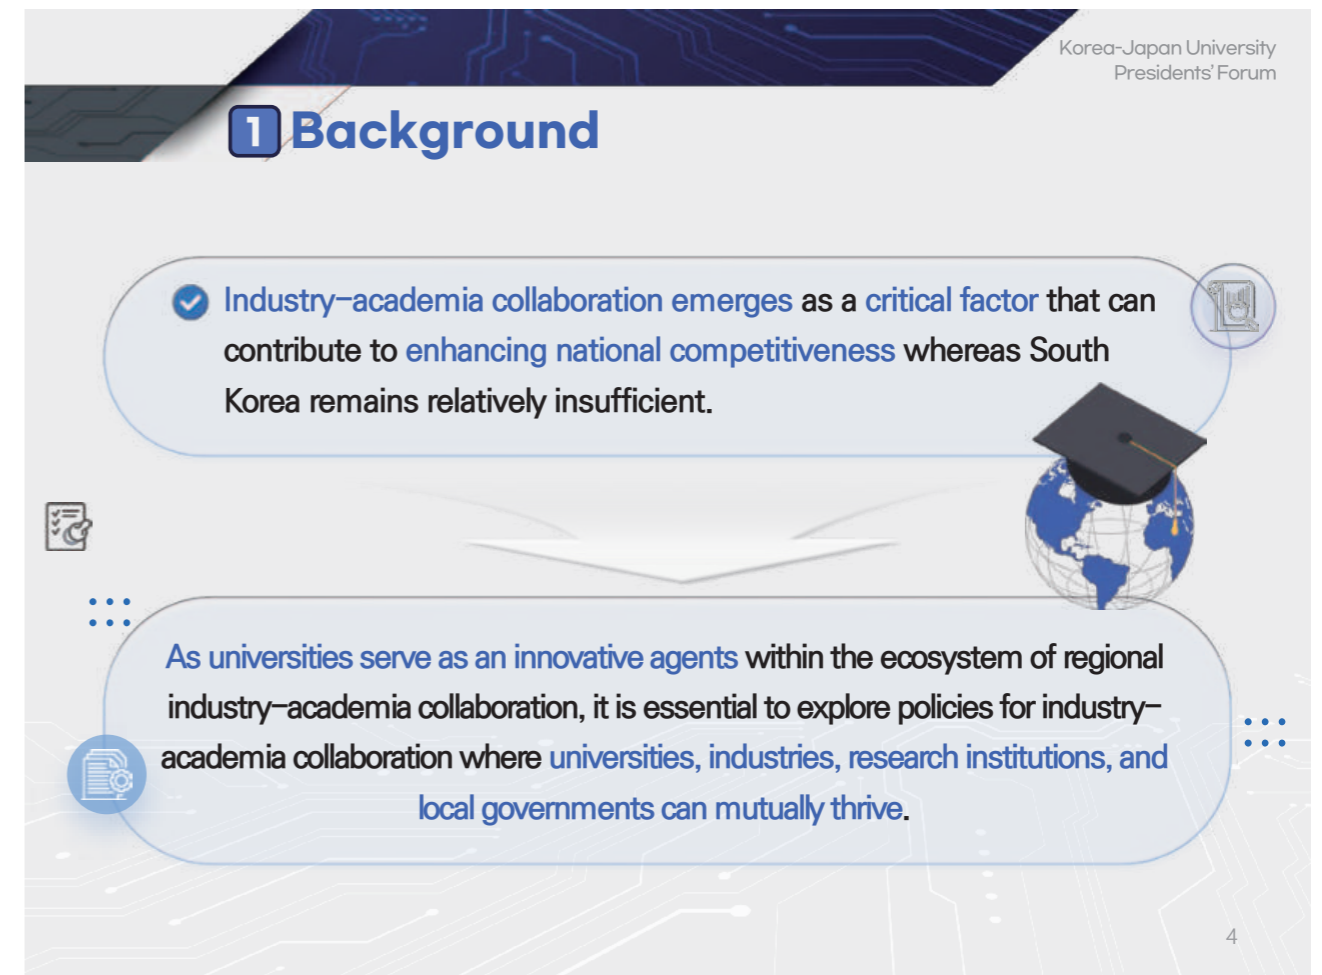 Korea-Japan University
Presidents' Forum
1 Background
Industry-academia collaboration emerges as a critical factor that can
contribute to enhancing national competitiveness whereas South
Korea remains relatively insufficient.
As universities serve as an innovative agents within the ecosystem of regional
industry-academia collaboration, it is essential to explore policies for industry-
academia collaboration where universities, industries, research institutions, and
local governments can mutually thrive.
4